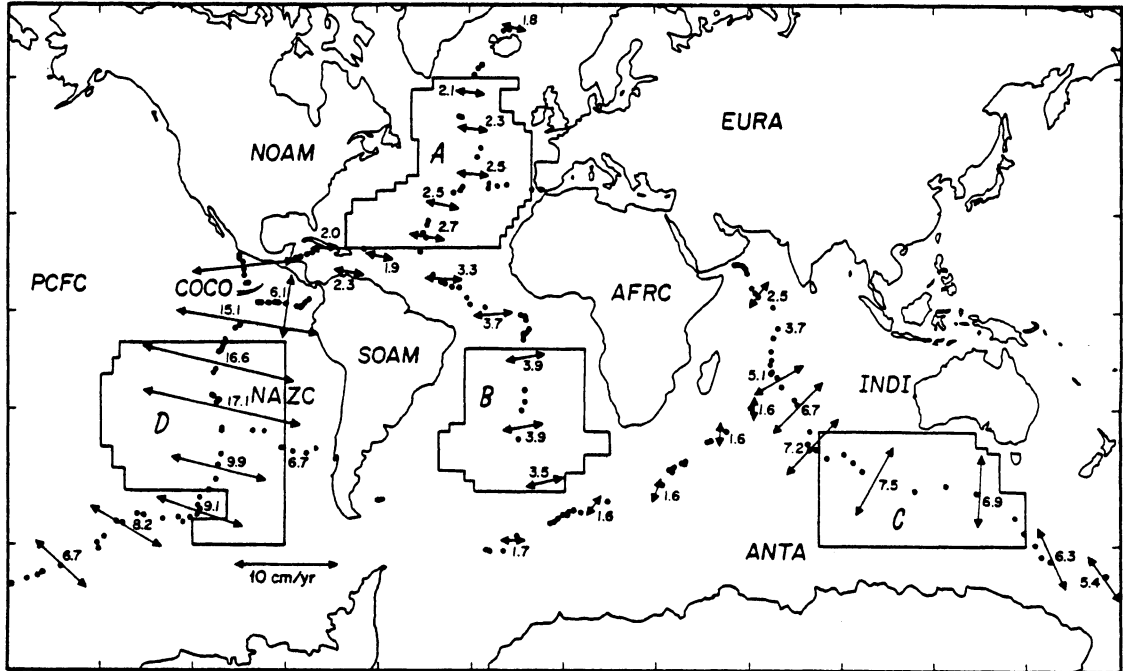 1.8
2.1
2.3
EURA
NOAM
A
2.5
2.5
2.7
2.0
1.9
2.3
3.3
PCFC
COCO
6.1
AFRC
2.5
15.1
3.7
3.7
SOAM
16.6
3.9
5.1
INDI
NAZC
B
17.1
1.6
6.7
D
3.9
1.6
7.2
9.9
6.7
3.5
7.5
6.9
9.1
1.6
1.6
C
8.2
1.7
ANTA
6.7
6.3
10 cm/yr
5.4